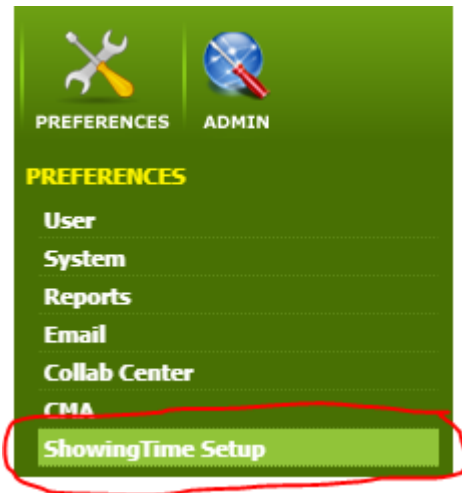 PREFERENCES ADMIN
PREFERENCES
User
System
Reports
Email
Collab Center
CMA
ShowingTime Setup